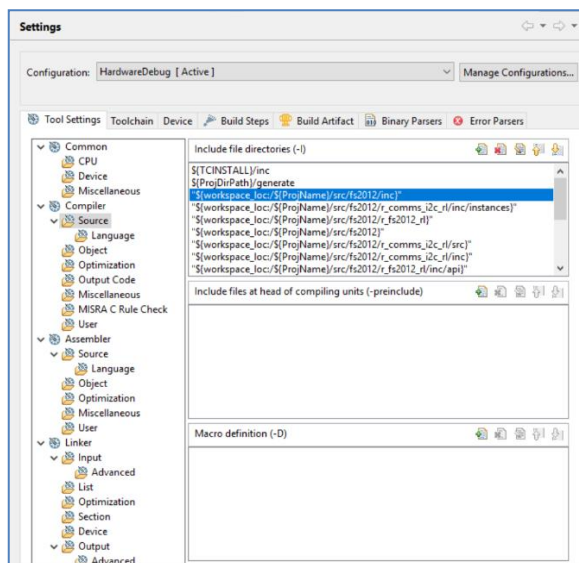 Settings
Configuration: HardwareDebug [ Active ] Manage Configurations...
Tool Settings Toolchain Device Build Steps Build Artifact Binary Parsers Error Parsers
Common
CPU
Device
Miscellaneous
Compiler
Source
Language
Object
Optimization
Output Code
Miscellaneous
MISRA C Rule Check
User
Assembler
Source
Language
Object
Optimization
Miscellaneous
User
Linker
Input
Advanced
List
Optimization
Section
Device
Output
Advanced
Include file directories (-I)
${TCINSTALL}/inc
${ProjDirPath}/generate
"${workspace_loc:/${ProjName}/src/fs2012/inc}"
"${workspace_loc:/${ProjName}/src/fs2012/r_comms_i2c_rl/inc/instances}"
"${workspace_loc:/${ProjName}/src/fs2012/r_fs2012_rl}"
"${workspace_loc:/${ProjName}/src/fs2012}"
"${workspace_loc:/${ProjName}/src/fs2012/r_comms_i2c_rl/src}"
"${workspace_loc:/${ProjName}/src/fs2012/r_comms_i2c_rl/inc}"
"${workspace_loc:/${ProjName}/src/fs2012/r_fs2012_rl/inc/api}"
Include files at head of compiling units (-preinclude)
Macro definition (-D)